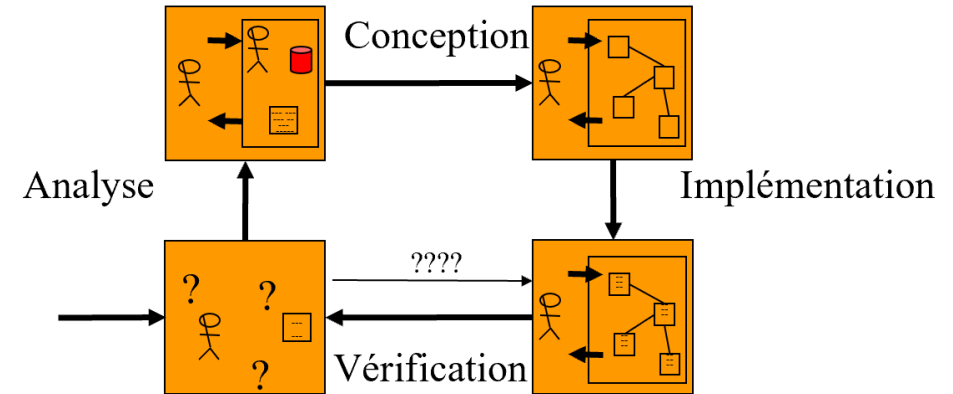 Conception
Analyse
Implémentation
????
?
?
?
Vérification